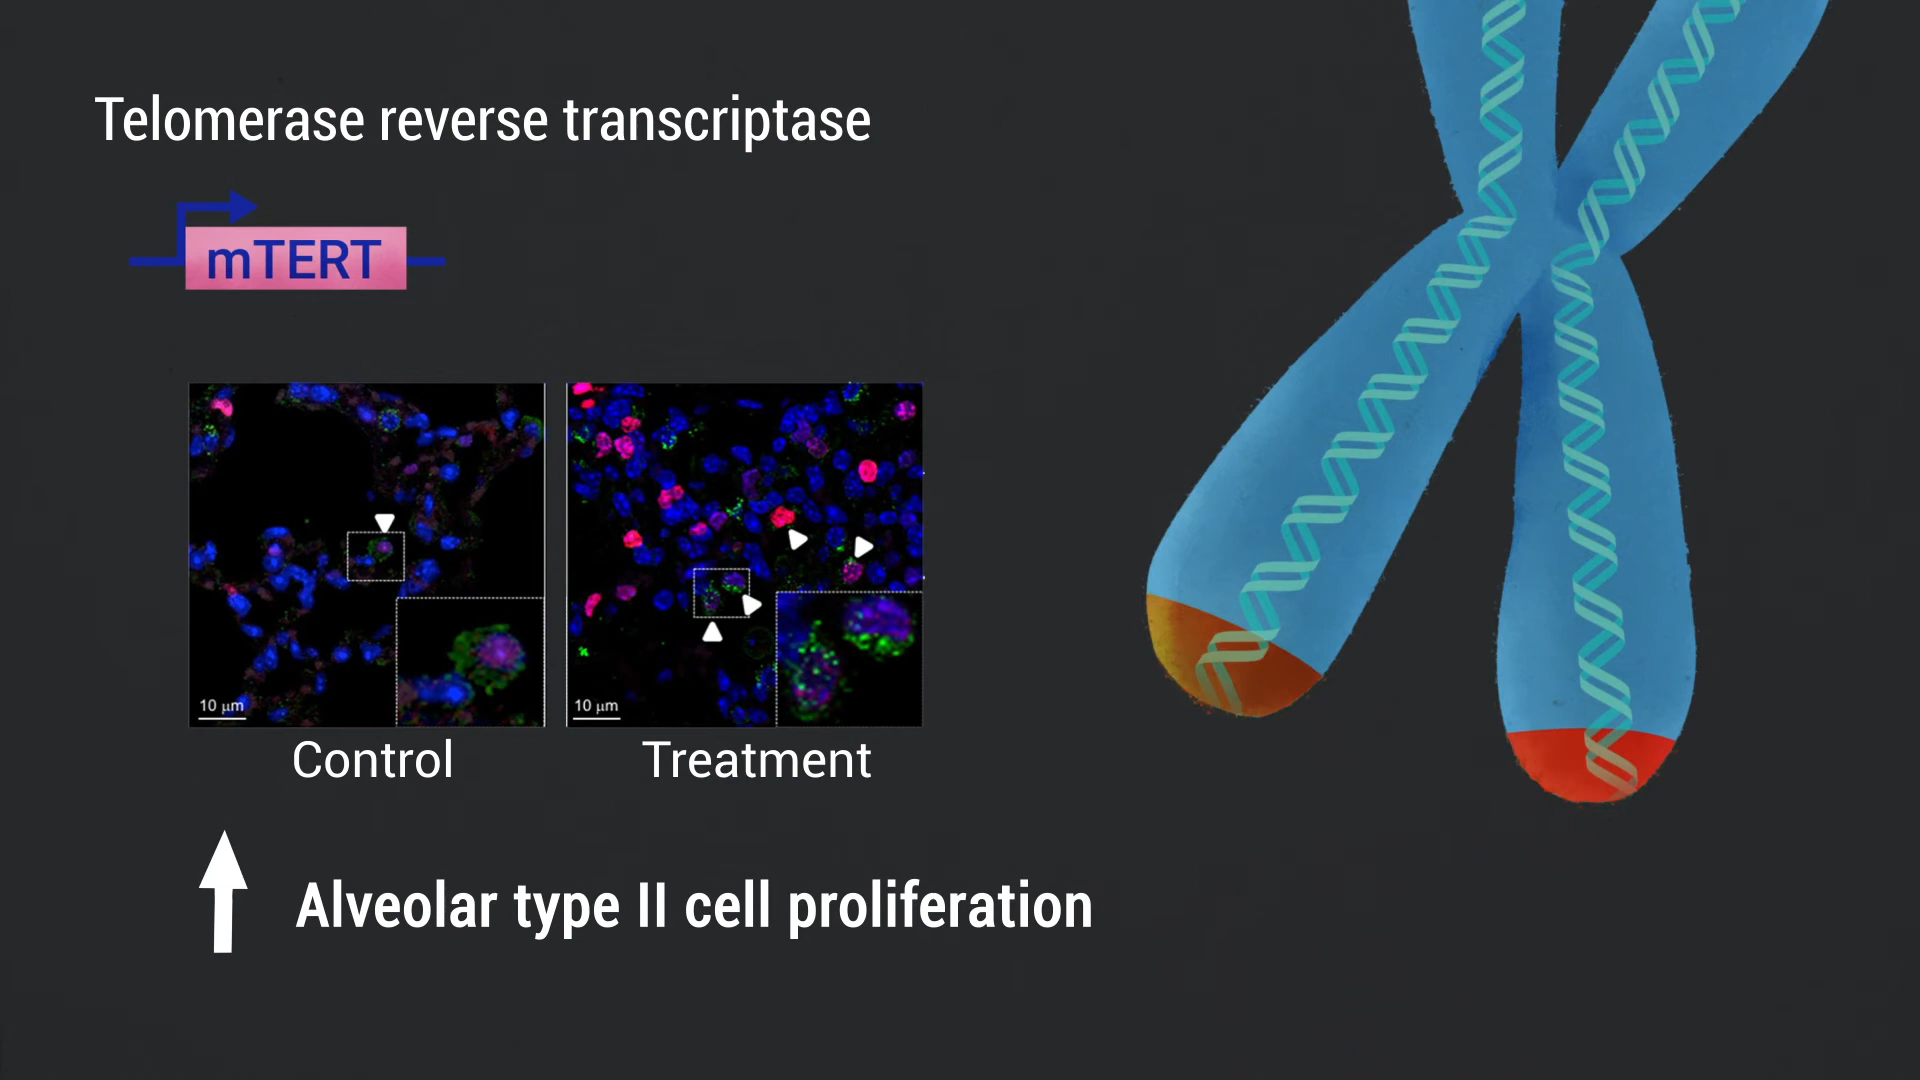 Telomerase reverse transcriptase
mTERT
10 µm
10 µm
Control
Treatment
Alveolar type II cell proliferation